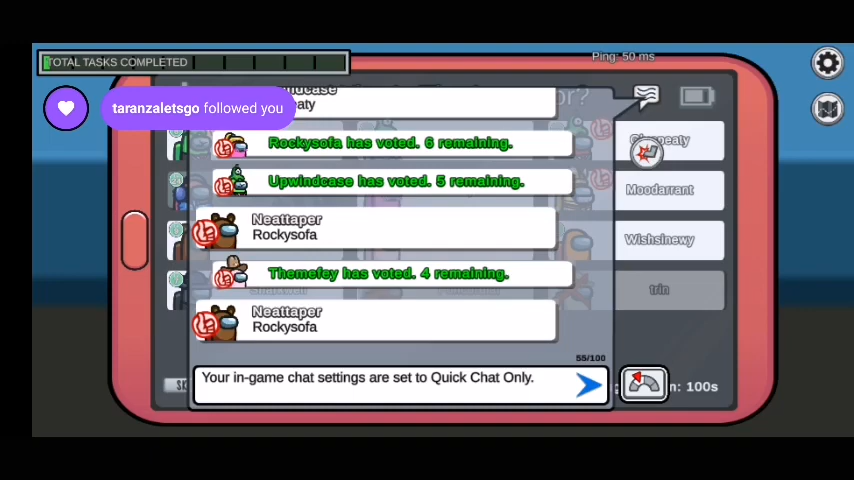 TOTAL TASKS COMPLETED
Ping: 50 ms
taranzaletsgo followed you
Rockysofa has voted. 6 remaining.
Upwindcase has voted. 5 remaining.
Moodarrant
Neattaper
Rockysofa
Wishsinewy
Themefey has voted. 4 remaining.
trin
Neattaper
Rockysofa
55/100
Your in-game chat settings are set to Quick Chat Only.
n: 100s